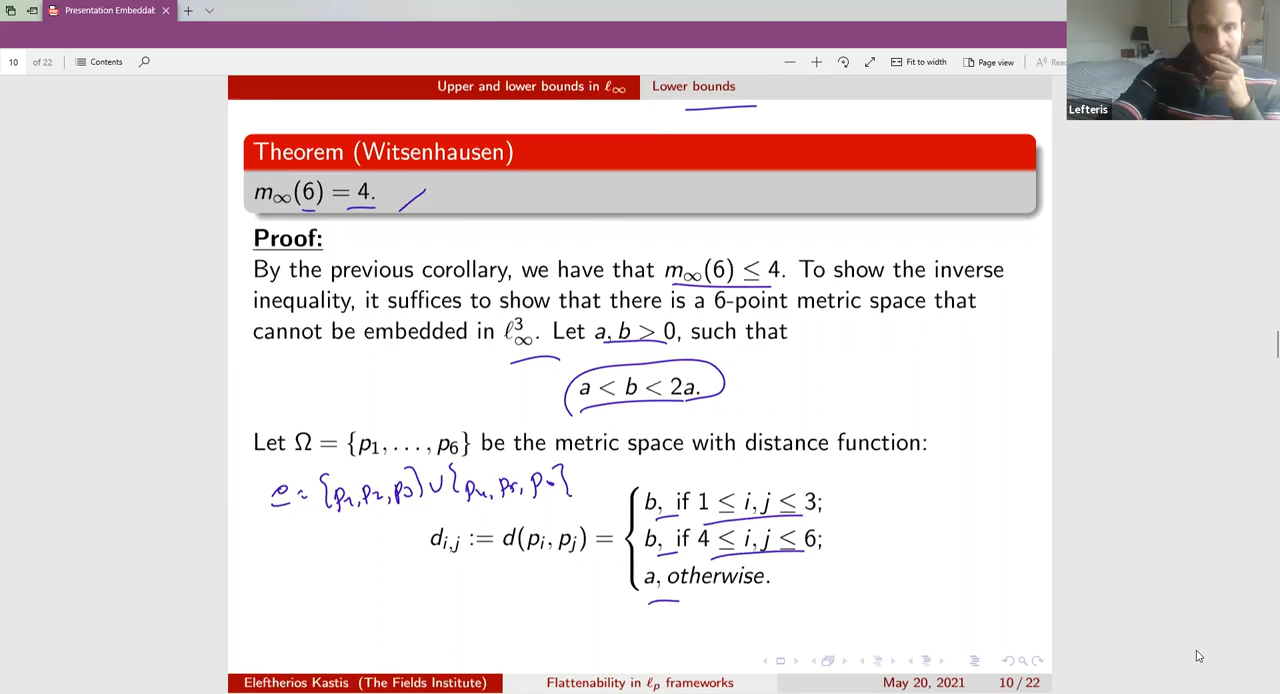 Presentation Embeddab
10 of 22 Contents Fit to width Page view
Upper and lower bounds in ℓ∞ Lower bounds
Lefteris
Theorem (Witsenhausen)
m∞(6) = 4.
Proof:
By the previous corollary, we have that m∞(6) ≤ 4. To show the inverse
inequality, it suffices to show that there is a 6-point metric space that
cannot be embedded in ℓ³∞. Let a, b > 0, such that
a < b < 2a.
Let Ω = {p₁, . . . , p₆} be the metric space with distance function:
{p₁, p₂, p₃} ∪ {p₄, p₅, p₆}
b, if 1 ≤ i, j ≤ 3;
dᵢ,ⱼ := d(pᵢ, pⱼ) = { b, if 4 ≤ i, j ≤ 6;
a, otherwise.
Eleftherios Kastis (The Fields Institute) Flattenability in ℓₚ frameworks May 20, 2021 10 / 22